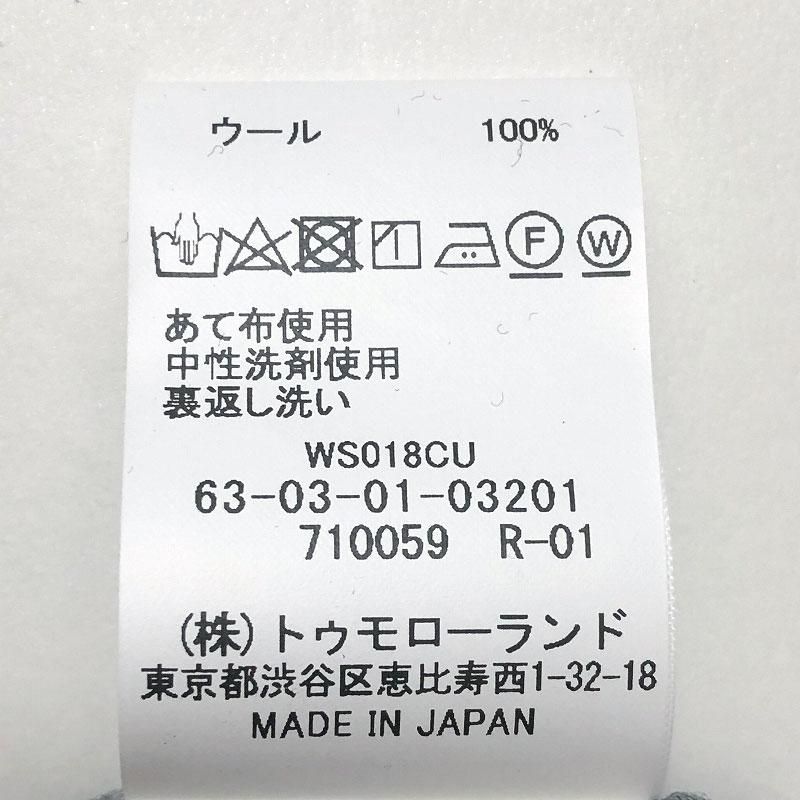 ウール 100%
F W
あて布使用
中性洗剤使用
裏返し洗い
WS018CU
63-03-01-03201
710059 R-01
(株)トゥモローランド
東京都渋谷区恵比寿西1-32-18
MADE IN JAPAN